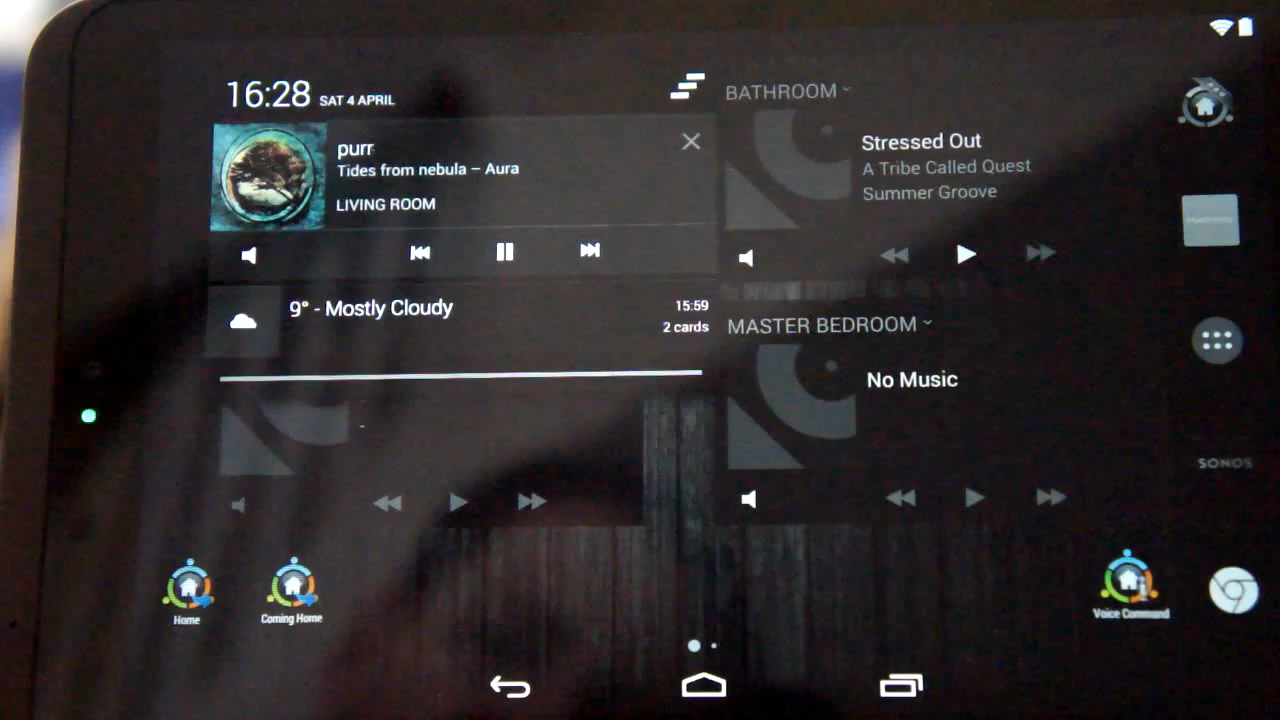 16:28 SAT 4 APRIL
purr
Tides from nebula – Aura
LIVING ROOM
9° - Mostly Cloudy
15:59
2 cards
BATHROOM
Stressed Out
A Tribe Called Quest
Summer Groove
MASTER BEDROOM
No Music
SONOS
Home
Coming Home
Voice Command